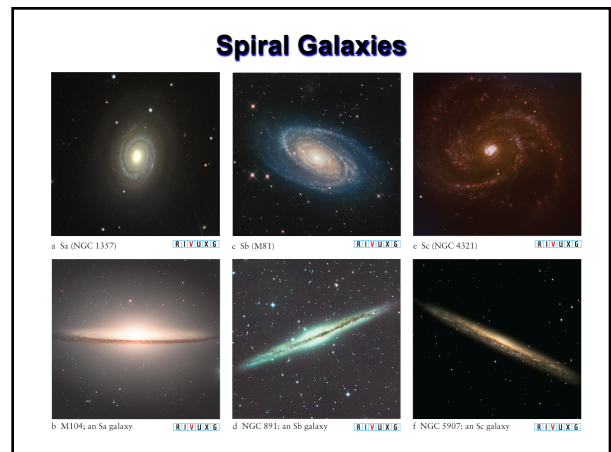 Spiral Galaxies
a Sa (NGC 1357) R I V U X G
c Sb (M81) R I V U X G
e Sc (NGC 4321) R I V U X G
b M104; an Sa galaxy R I V U X G
d NGC 891: an Sb galaxy R I V U X G
f NGC 5907: an Sc galaxy R I V U X G